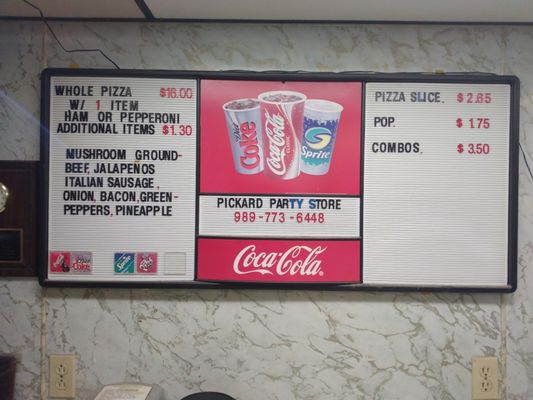 WHOLE PIZZA $16.00
W/ 1 ITEM
HAM OR PEPPERONI
ADDITIONAL ITEMS $1.30
MUSHROOM GROUND-
BEEF, JALAPEÑOS
ITALIAN SAUSAGE,
ONION, BACON,GREEN-
PEPPERS, PINEAPPLE
Diet Coke
Coca-Cola
Sprite
PICKARD PARTY STORE
989-773-6448
Coca-Cola
PIZZA SLICE. $2.65
POP. $1.75
COMBOS. $3.50